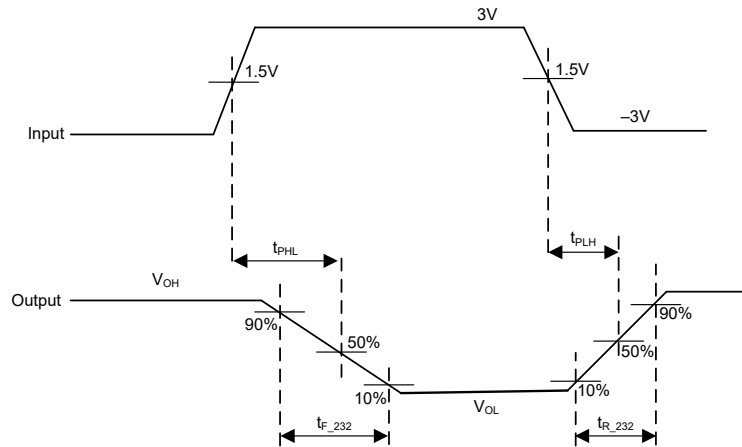 3V
1.5V
1.5V
Input
–3V
tPHL
tPLH
VOH
Output
90%
90%
50%
50%
10%
10%
VOL
tF_232
tR_232